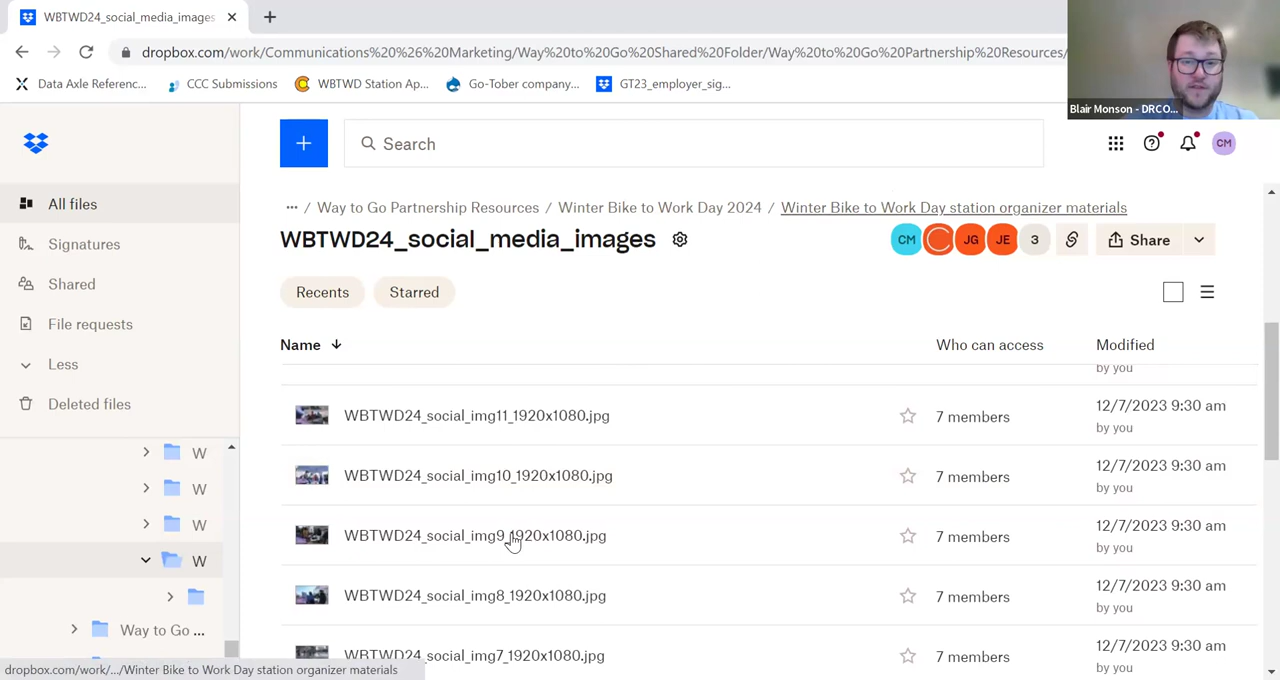 WBTWD24_social_media_images
dropbox.com/work/Communications%20%26%20Marketing/Way%20to%20Go%20Shared%20Folder/Way%20to%20Go%20Partnership%20Resources/
Data Axle Referenc...
CCC Submissions
WBTWD Station Ap...
Go-Tober company...
GT23_employer_sig...
Blair Monson - DRCO...
Search
CM
All files
Signatures
Shared
File requests
Less
Deleted files
W
W
W
W
Way to Go ...
... / Way to Go Partnership Resources / Winter Bike to Work Day 2024 / Winter Bike to Work Day station organizer materials
WBTWD24_social_media_images
CM
JG
JE
3
Share
Recents
Starred
Name
Who can access
Modified
by you
WBTWD24_social_img11_1920x1080.jpg
7 members
12/7/2023 9:30 am
by you
WBTWD24_social_img10_1920x1080.jpg
7 members
12/7/2023 9:30 am
by you
WBTWD24_social_img9_1920x1080.jpg
7 members
12/7/2023 9:30 am
by you
WBTWD24_social_img8_1920x1080.jpg
7 members
12/7/2023 9:30 am
by you
WBTWD24_social_img7_1920x1080.jpg
7 members
12/7/2023 9:30 am
by you
dropbox.com/work/.../Winter Bike to Work Day station organizer materials